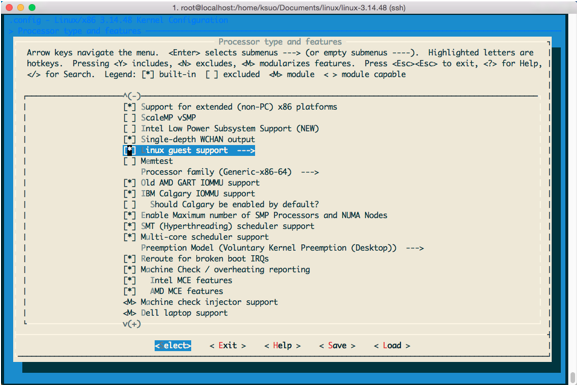 1. root@localhost:/home/ksuo/Documents/linux/linux-3.14.48 (ssh)
config - Linux/x86 3.14.48 Kernel Configuration
> Processor type and features
Processor type and features
Arrow keys navigate the menu. <Enter> selects submenus ---> (or empty submenus ----). Highlighted letters are
hotkeys. Pressing <Y> includes, <N> excludes, <M> modularizes features. Press <Esc><Esc> to exit, <?> for Help,
</> for Search. Legend: [*] built-in [ ] excluded <M> module < > module capable
^(-)
[*] Support for extended (non-PC) x86 platforms
[ ] ScaleMP vSMP
[ ] Intel Low Power Subsystem Support (NEW)
[*] Single-depth WCHAN output
[*] Linux guest support --->
[ ] Memtest
Processor family (Generic-x86-64) --->
[*] Old AMD GART IOMMU support
[*] IBM Calgary IOMMU support
[ ] Should Calgary be enabled by default?
[*] Enable Maximum number of SMP Processors and NUMA Nodes
[*] SMT (Hyperthreading) scheduler support
[*] Multi-core scheduler support
Preemption Model (Voluntary Kernel Preemption (Desktop)) --->
[*] Reroute for broken boot IRQs
[*] Machine Check / overheating reporting
[*] Intel MCE features
[*] AMD MCE features
<M> Machine check injector support
<M> Dell laptop support
v(+)
<Select> < Exit > < Help > < Save > < Load >